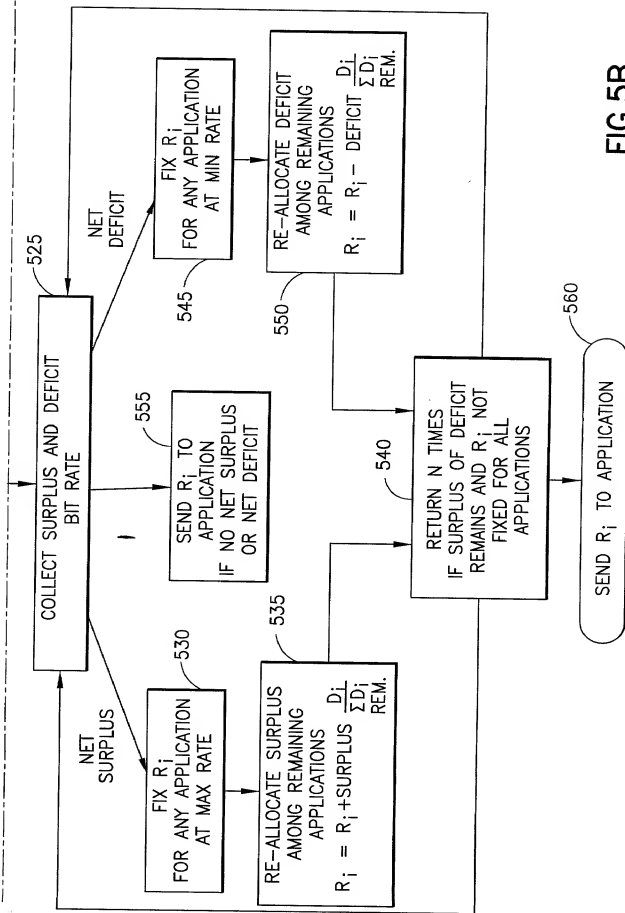 525
COLLECT SURPLUS AND DEFICIT
BIT RATE
NET
SURPLUS
NET
DEFICIT
530
FIX Ri
FOR ANY APPLICATION
AT MAX RATE
555
SEND Ri TO
APPLICATION
IF NO NET SURPLUS
OR NET DEFICIT
FIX Ri
FOR ANY APPLICATION
AT MIN RATE
545
535
RE-ALLOCATE SURPLUS
AMONG REMAINING
APPLICATIONS
Ri = Ri +SURPLUS Di
ΣDi
REM.
RE-ALLOCATE DEFICIT
AMONG REMAINING
APPLICATIONS
Ri = Ri - DEFICIT Di
ΣDi
REM.
550
540
RETURN N TIMES
IF SURPLUS OF DEFICIT
REMAINS AND Ri NOT
FIXED FOR ALL
APPLICATIONS
560
SEND Ri TO APPLICATION
FIG.5B